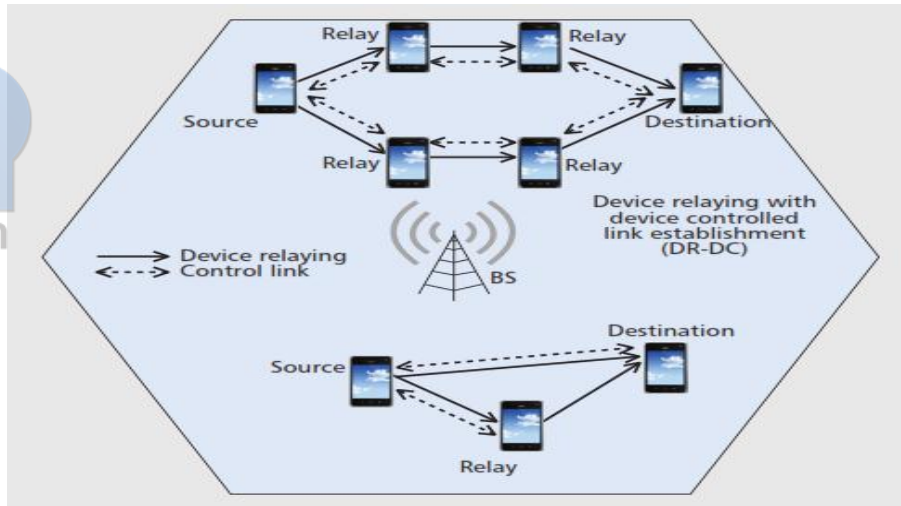 Relay
Relay
Source
Destination
Relay
Relay
Device relaying with
device controlled
link establishment
(DR-DC)
Device relaying
Control link
BS
Destination
Source
Relay